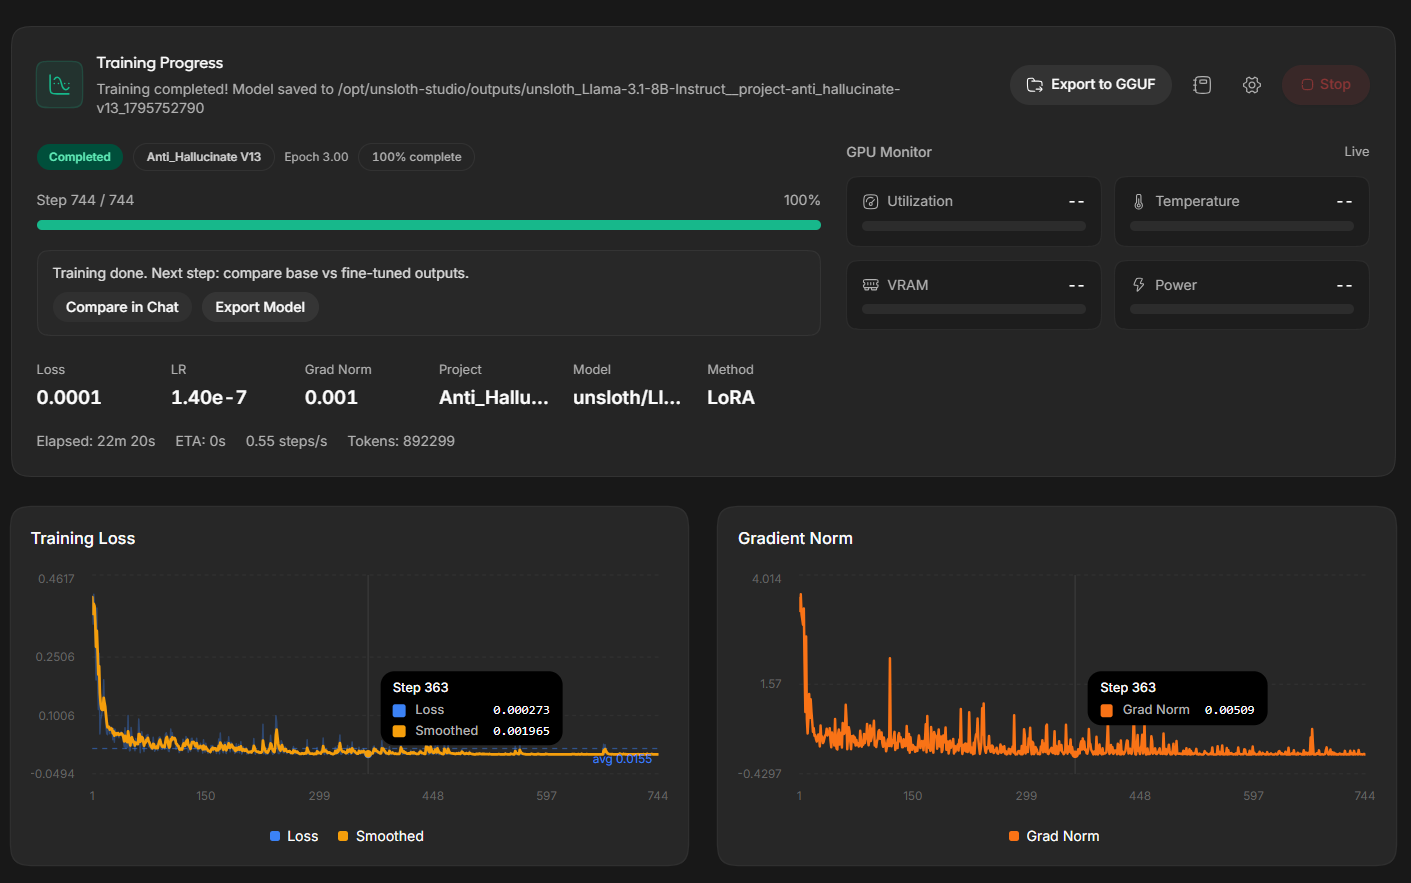 Training Progress
Training completed! Model saved to /opt/unsloth-studio/outputs/unsloth_Llama-3.1-8B-Instruct__project-anti_hallucinate-
v13_1795752790
Export to GGUF
Stop
Completed
Anti_Hallucinate V13
Epoch 3.00
100% complete
Step 744 / 744
100%
Training done. Next step: compare base vs fine-tuned outputs.
Compare in Chat
Export Model
GPU Monitor
Live
Utilization
--
Temperature
--
VRAM
--
Power
--
Loss
0.0001
LR
1.40e-7
Grad Norm
0.001
Project
Anti_Hallu...
Model
unsloth/Ll...
Method
LoRA
Elapsed: 22m 20s
ETA: 0s
0.55 steps/s
Tokens: 892299
Training Loss
0.4617
0.2506
0.1006
-0.0494
Step 363
Loss 0.000273
Smoothed 0.001965
avg 0.0155
1 150 299 448 597 744
Loss
Smoothed
Gradient Norm
4.014
1.57
-0.4297
Step 363
Grad Norm 0.00509
1 150 299 448 597 744
Grad Norm